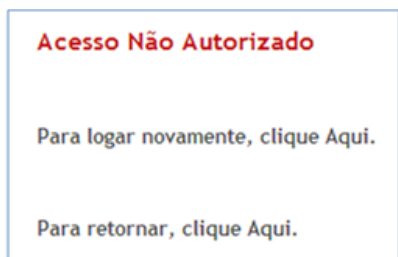 Acesso Não Autorizado
Para logar novamente, clique Aqui.
Para retornar, clique Aqui.